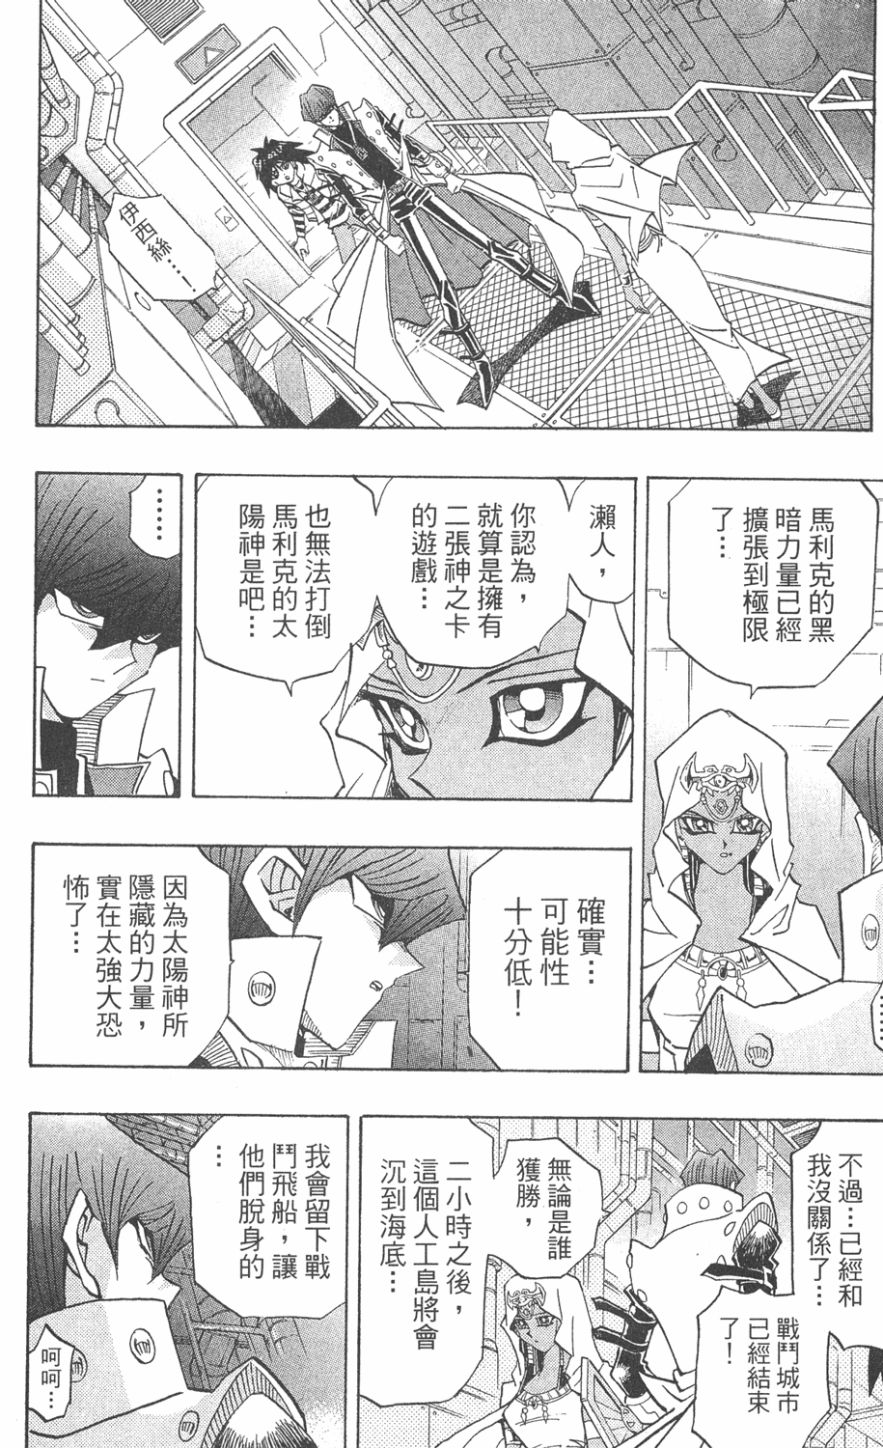 伊西絲…
馬利克的黑
暗力量已經
擴張到極限
了…
瀨人，
你認為，
就算是擁有
二張神之卡
的遊戲…
也無法打倒
馬利克的太
陽神是吧…
……
……
確實…
可能性
十分低！
因為太陽神所
隱藏的力量，
實在太強大恐
怖了…
不過…已經和
我沒關係了…
戰鬥城市
已經結束
了！
無論是誰
獲勝，
二小時之後，
這個人工島將會
沉到海底…
我會留下戰
鬥飛船，讓
他們脫身的
…
呵呵…